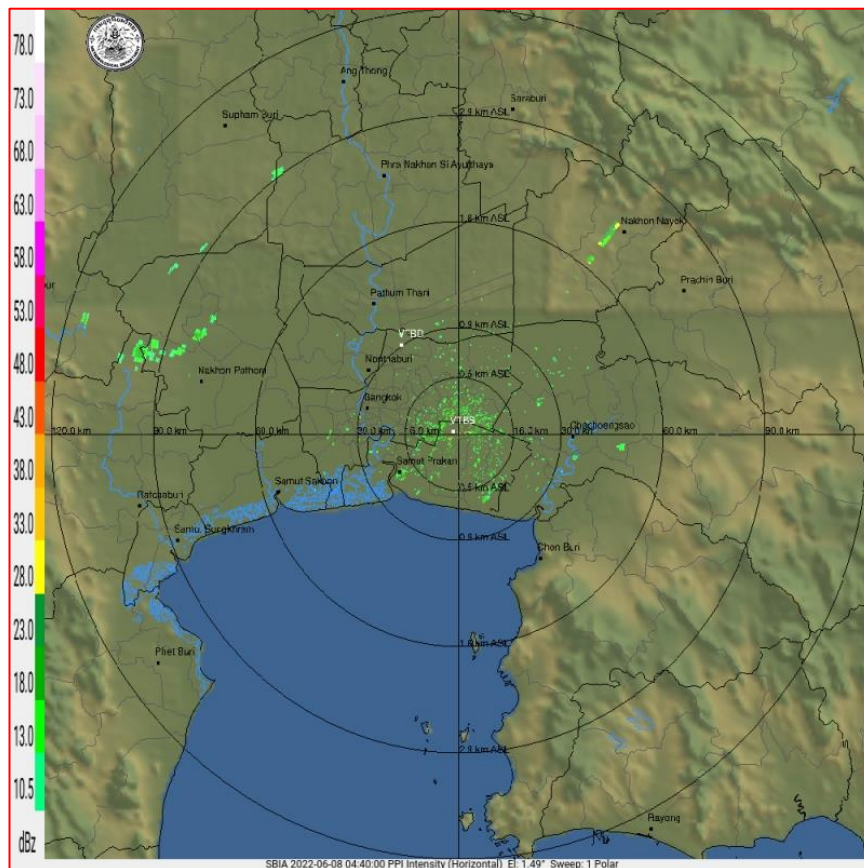 78.0
73.0
68.0
63.0
58.0
53.0
48.0
43.0
38.0
33.0
28.0
23.0
18.0
13.0
10.5
dBz
Ang Thong
Saraburi
Suphan Buri
2.4 km ASL
Phra Nakhon Si Ayutthaya
1.6 km ASL
Nakhon Nayok
Prachin Buri
Pathum Thani
VTBD
0.9 km ASL
Nonthaburi
Nakhon Pathom
0.5 km ASL
Bangkok
VTBS
120.0 km
90.0 km
60.0 km
30.0 km
16.0 km
16.2 km
30.0 km
Chachoengsao
60.0 km
90.0 km
Samut Prakan
Samut Sakhon
0.5 km ASL
Ratchaburi
Samut Songkhram
0.9 km ASL
Chon Buri
1.6 km ASL
Phet Buri
2.4 km ASL
Rayong
SBIA 2022-06-08 04:40:00 PPI Intensity (Horizontal) El: 1.49° Sweep: 1 Polar